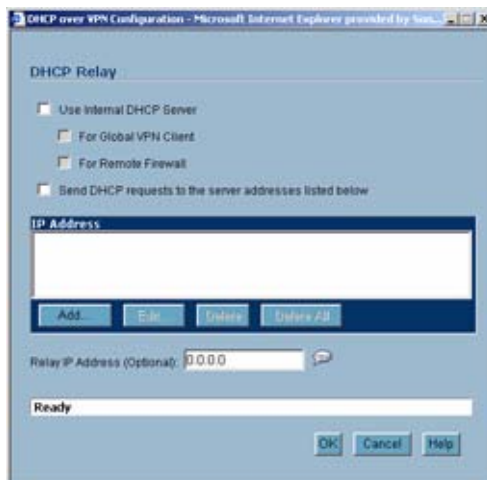 DHCP over VPN Configuration - Microsoft Internet Explorer provided by
DHCP Relay
Use Internal DHCP Server
For Global VPN Client
For Remote Firewall
Send DHCP requests to the server addresses listed below
IP Address
Add...
Edit...
Delete
Delete All
Relay IP Address (Optional): 0.0.0.0
Ready
OK
Cancel
Help